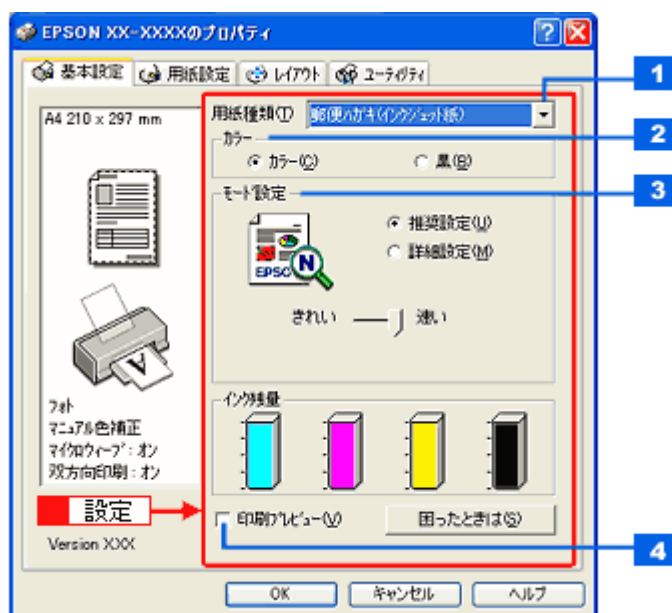 EPSON XX-XXXXのプロパティ
基本設定 用紙設定 レイアウト ユーティリティ
1
A4 210 x 297 mm
用紙種類(T) 郵便ハガキ(インクジェット紙)
カラー
2
カラー(C) 黒(B)
モード設定
3
推奨設定(U)
詳細設定(M)
EPSON
N
きれい 速い
A
フォト
マニュアル色補正
マイクロウィーブ:オン
双方向印刷:オン
インク残量
設定
印刷プレビュー(V) 困ったときは(S)
Version XXX
4
OK キャンセル ヘルプ